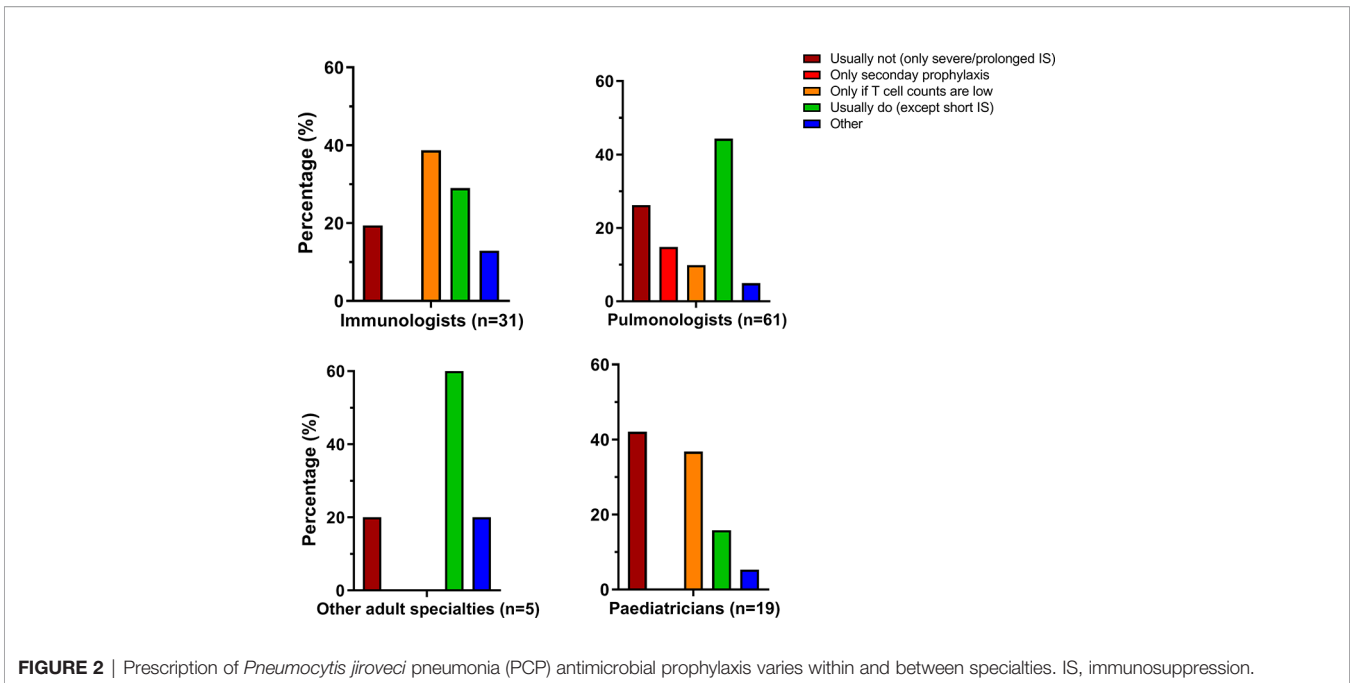 60
40
20
0
Percentage (%)
Immunologists (n=31)
60
40
20
0
Pulmonologists (n=61)
Usually not (only severe/prolonged IS)
Only seconday prophylaxis
Only if T cell counts are low
Usually do (except short IS)
Other
60
40
20
0
Percentage (%)
Other adult specialties (n=5)
60
40
20
0
Paediatricians (n=19)
FIGURE 2 | Prescription of Pneumocytis jiroveci pneumonia (PCP) antimicrobial prophylaxis varies within and between specialties. IS, immunosuppression.